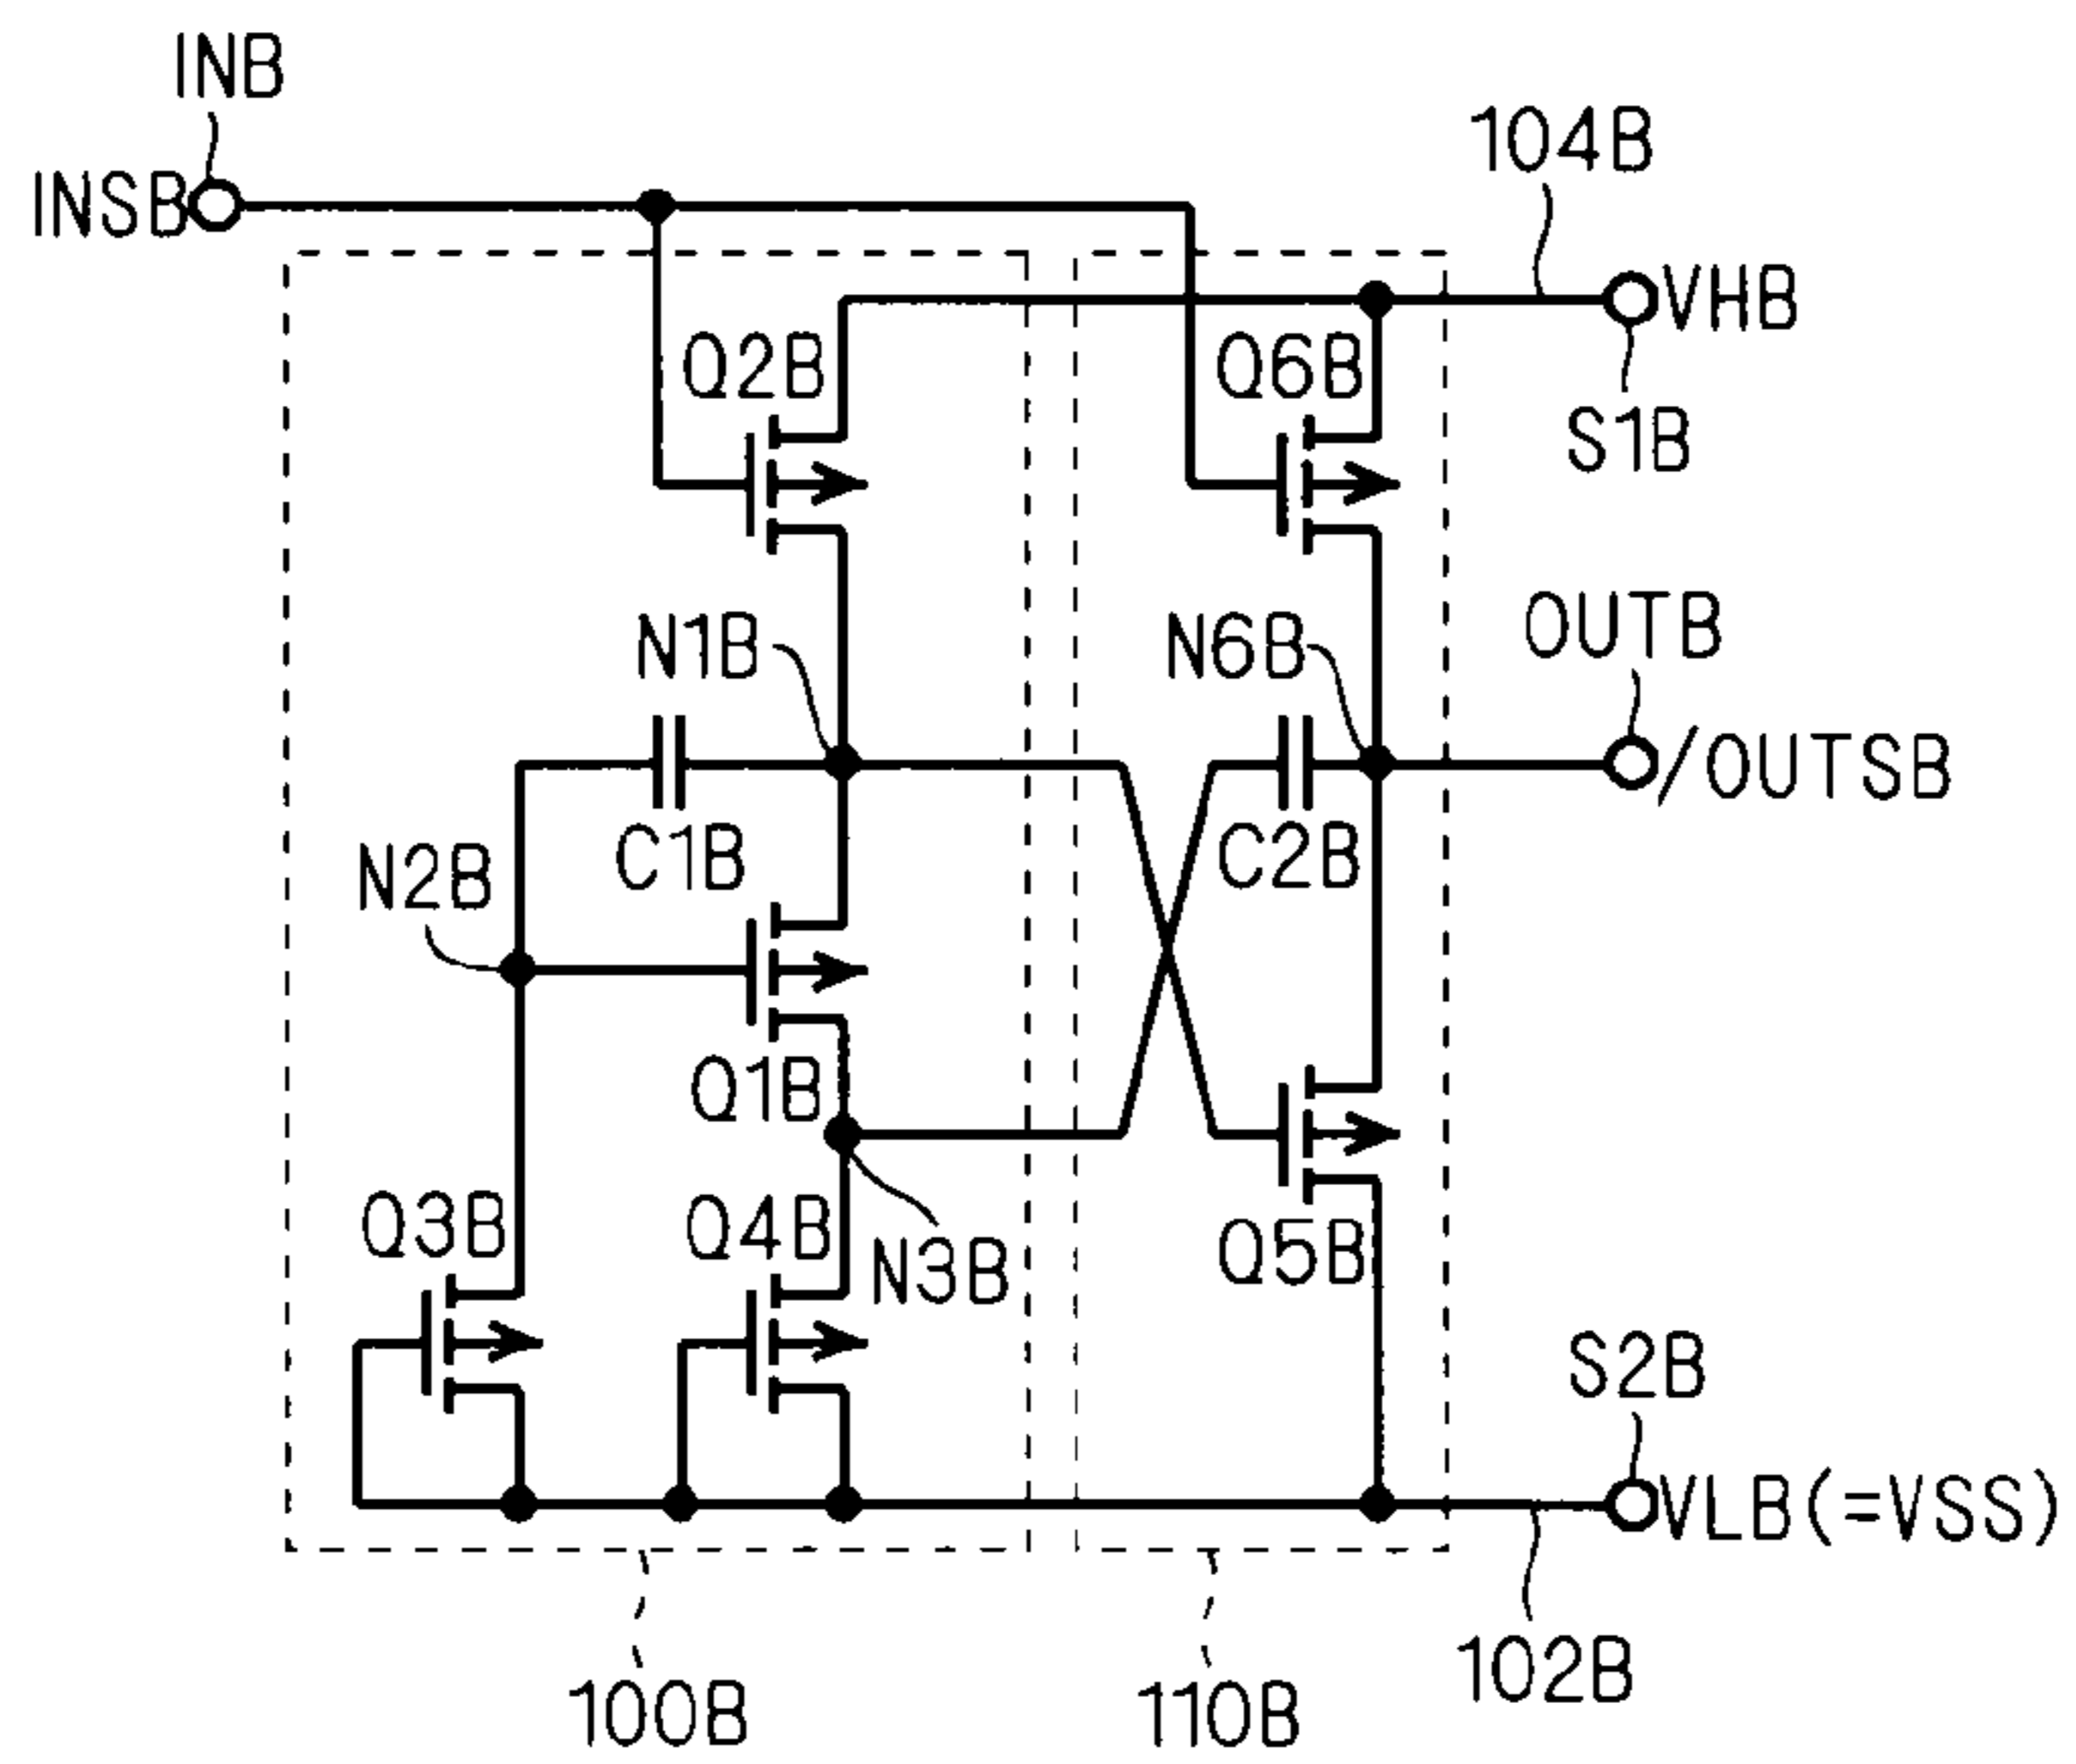 INB
INSB
104B
VHB
Q2B
Q6B
S1B
N1B
N6B
OUTB
/OUTSB
C1B
C2B
N2B
Q1B
Q3B
Q4B
N3B
Q5B
S2B
VLB(=VSS)
102B
100B
110B